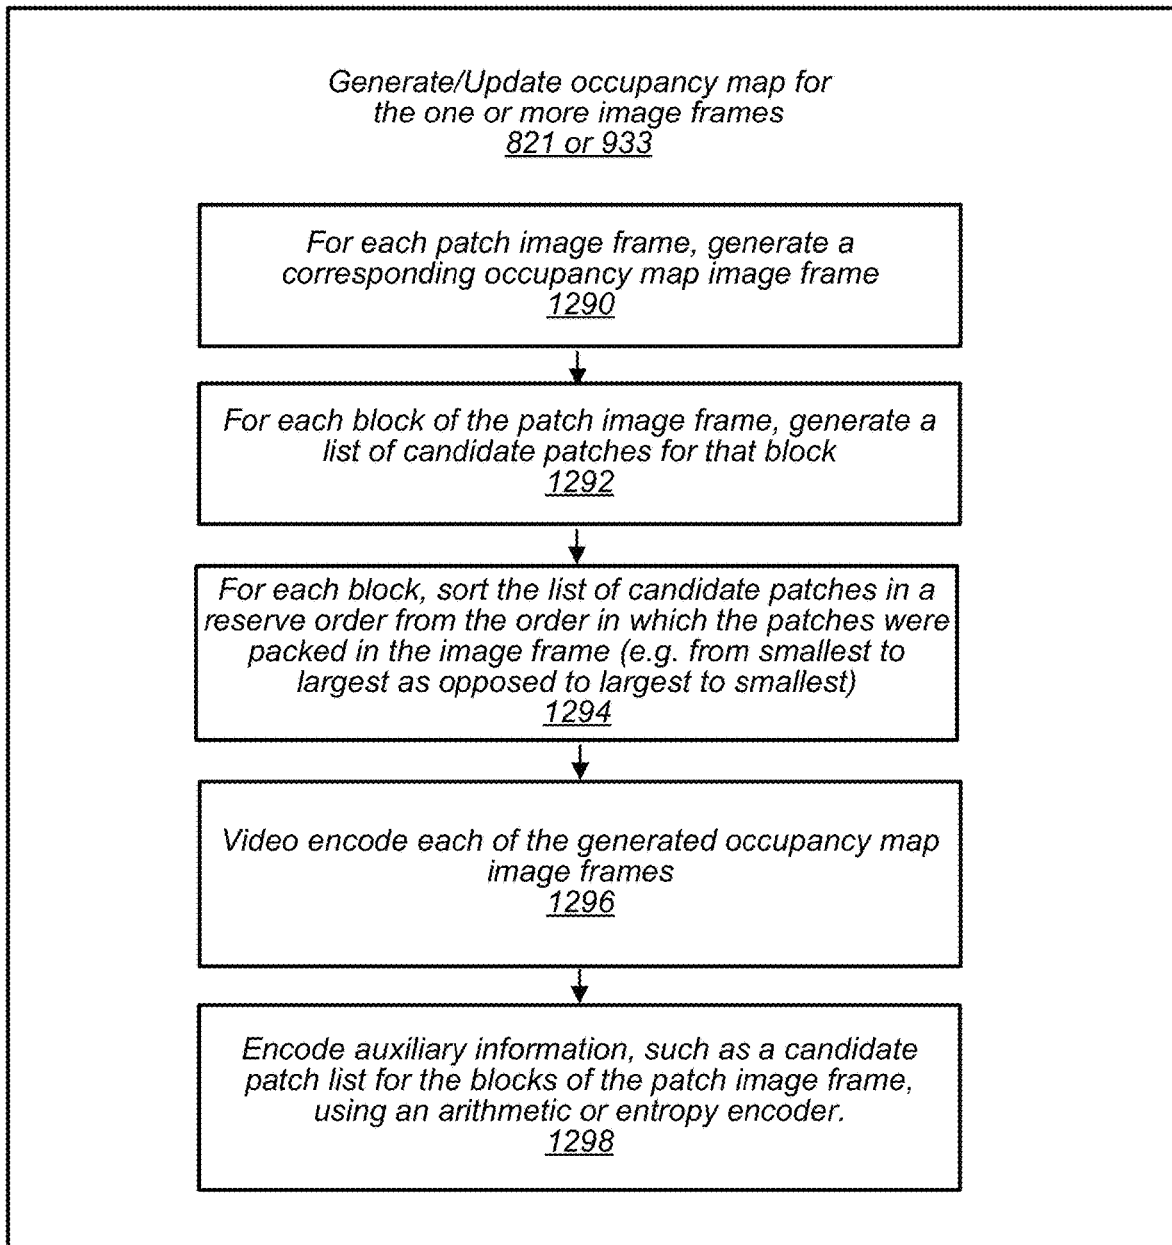 Generate/Update occupancy map for
the one or more image frames
821 or 933
For each patch image frame, generate a
corresponding occupancy map image frame
1290
For each block of the patch image frame, generate a
list of candidate patches for that block
1292
For each block, sort the list of candidate patches in a
reserve order from the order in which the patches were
packed in the image frame (e.g. from smallest to
largest as opposed to largest to smallest)
1294
Video encode each of the generated occupancy map
image frames
1296
Encode auxiliary information, such as a candidate
patch list for the blocks of the patch image frame,
using an arithmetic or entropy encoder.
1298